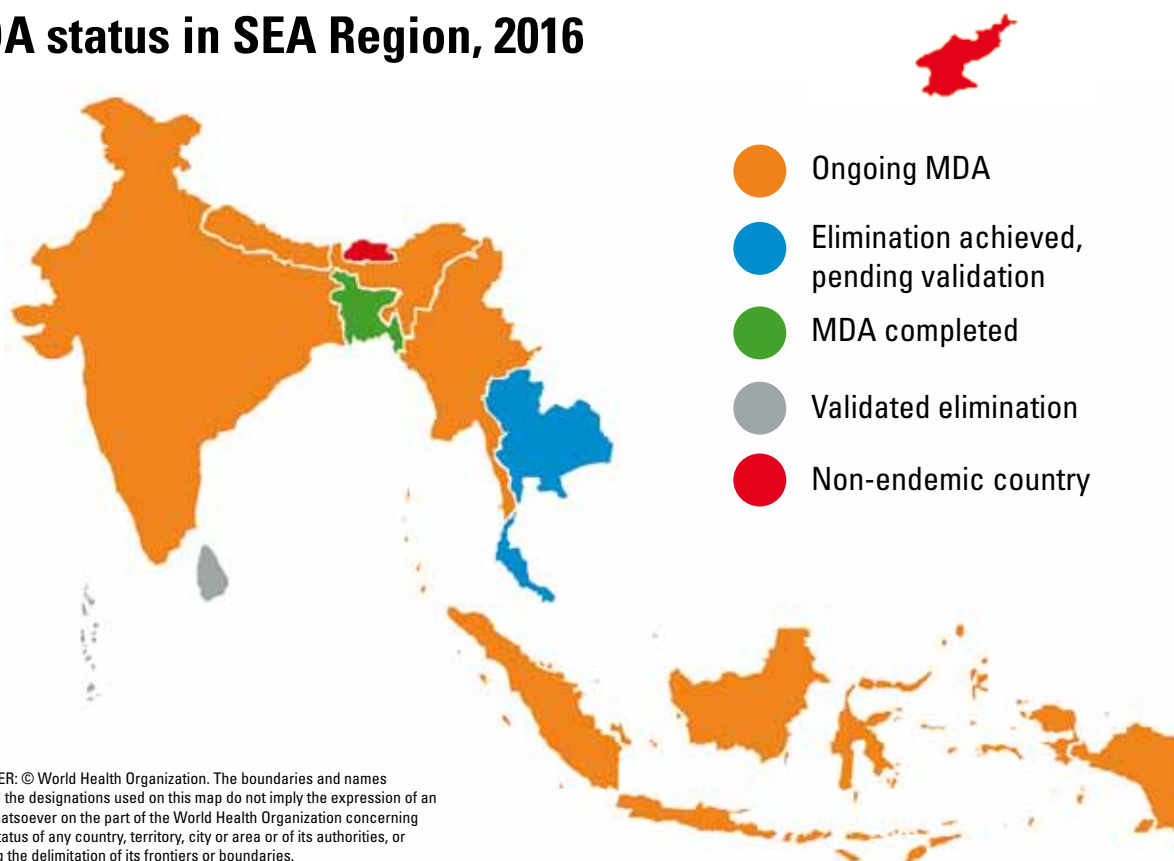 DA status in SEA Region, 2016
Ongoing MDA
Elimination achieved,
pending validation
MDA completed
Validated elimination
Non-endemic country
ER: © World Health Organization. The boundaries and names
the designations used on this map do not imply the expression of an
hatsoever on the part of the World Health Organization concerning
tatus of any country, territory, city or area or of its authorities, or
g the delimitation of its frontiers or boundaries.